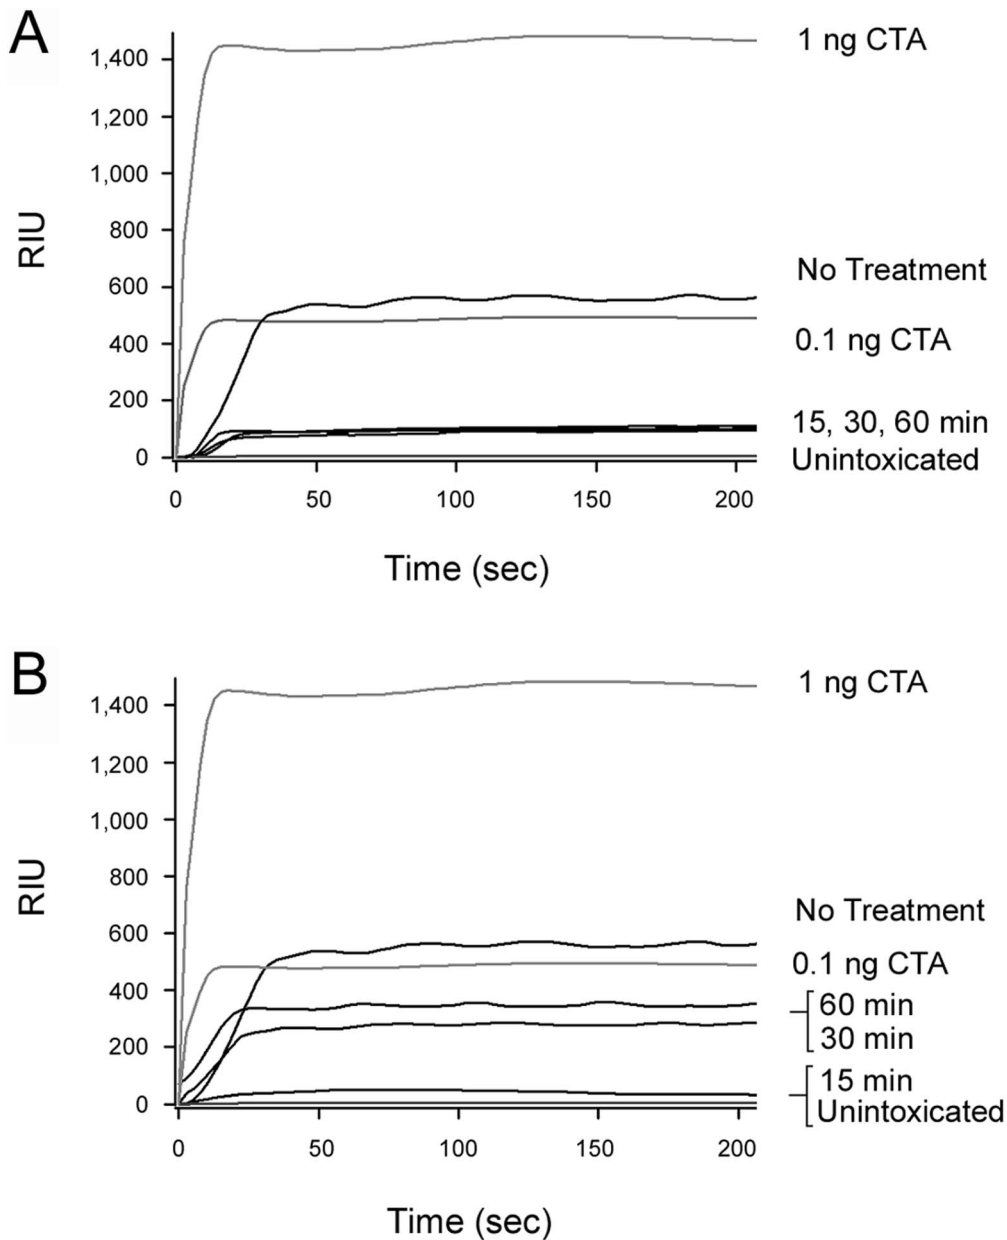 A
1,400
1,200
1,000
800
600
400
200
0
RIU
0 50 100 150 200
Time (sec)
1 ng CTA
No Treatment
0.1 ng CTA
15, 30, 60 min
Unintoxicated
B
1,400
1,200
1,000
800
600
400
200
0
RIU
0 50 100 150 200
Time (sec)
1 ng CTA
No Treatment
0.1 ng CTA
60 min
30 min
15 min
Unintoxicated